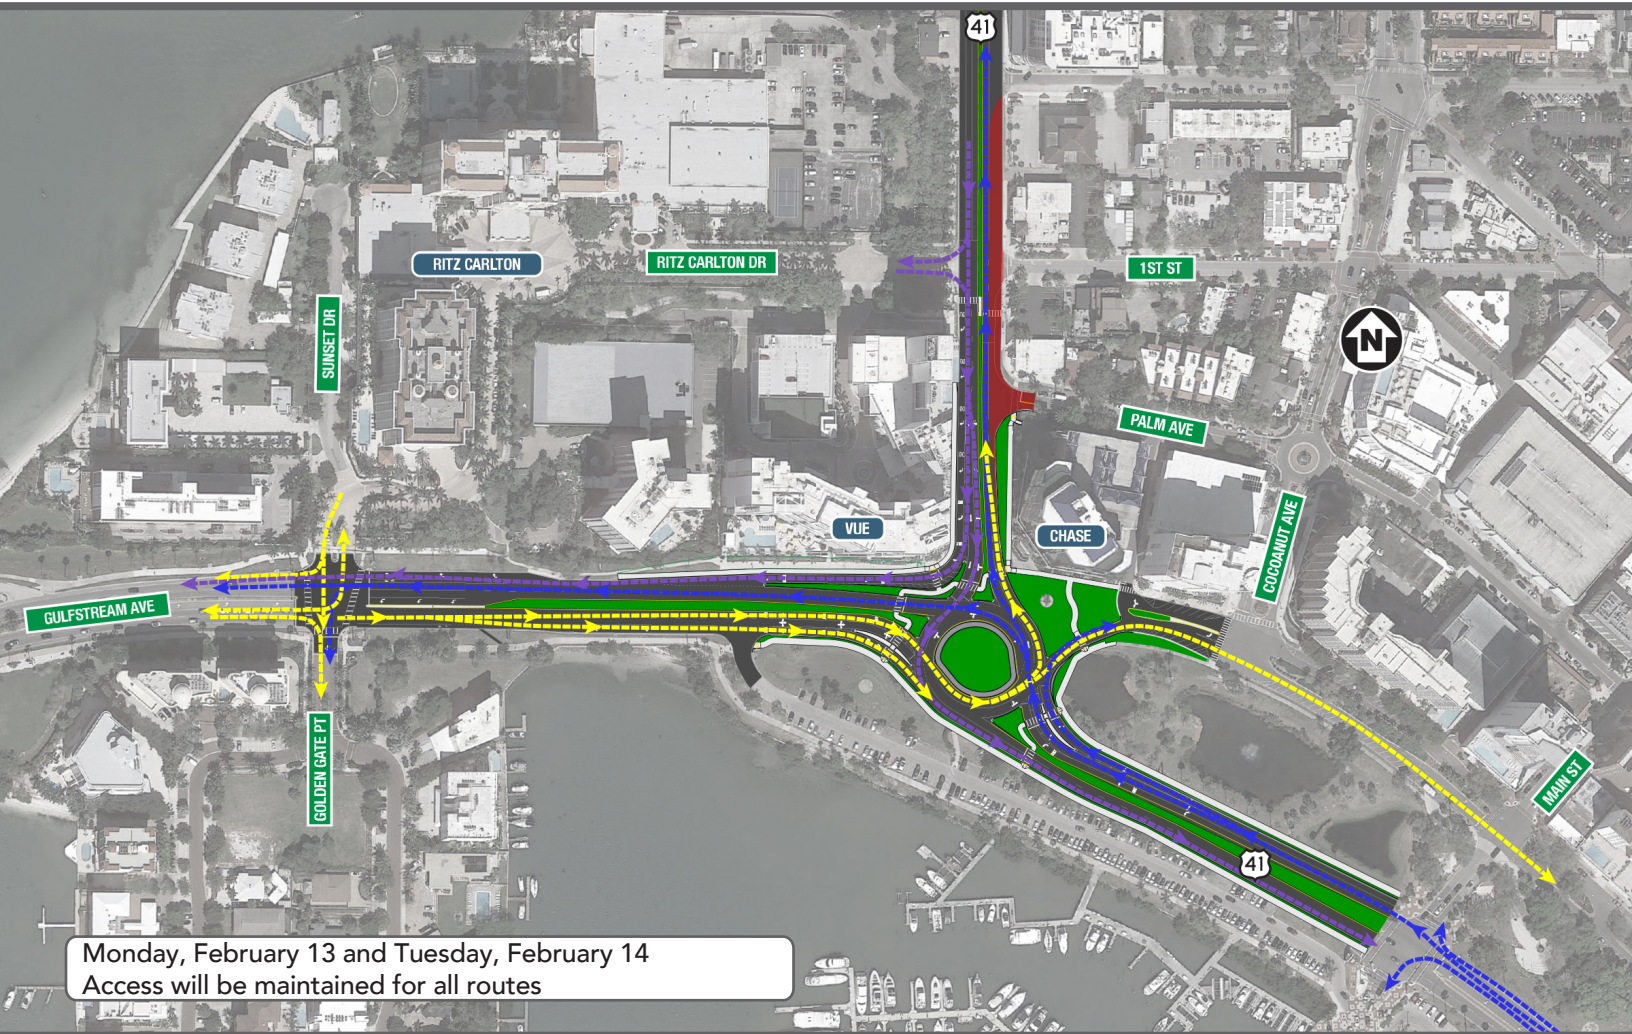 41
RITZ CARLTON
RITZ CARLTON DR
1ST ST
SUNSET DR
N
PALM AVE
VUE
CHASE
COCOANUT AVE
GULFSTREAM AVE
GOLDEN GATE PT
MAIN ST
41
Monday, February 13 and Tuesday, February 14
Access will be maintained for all routes